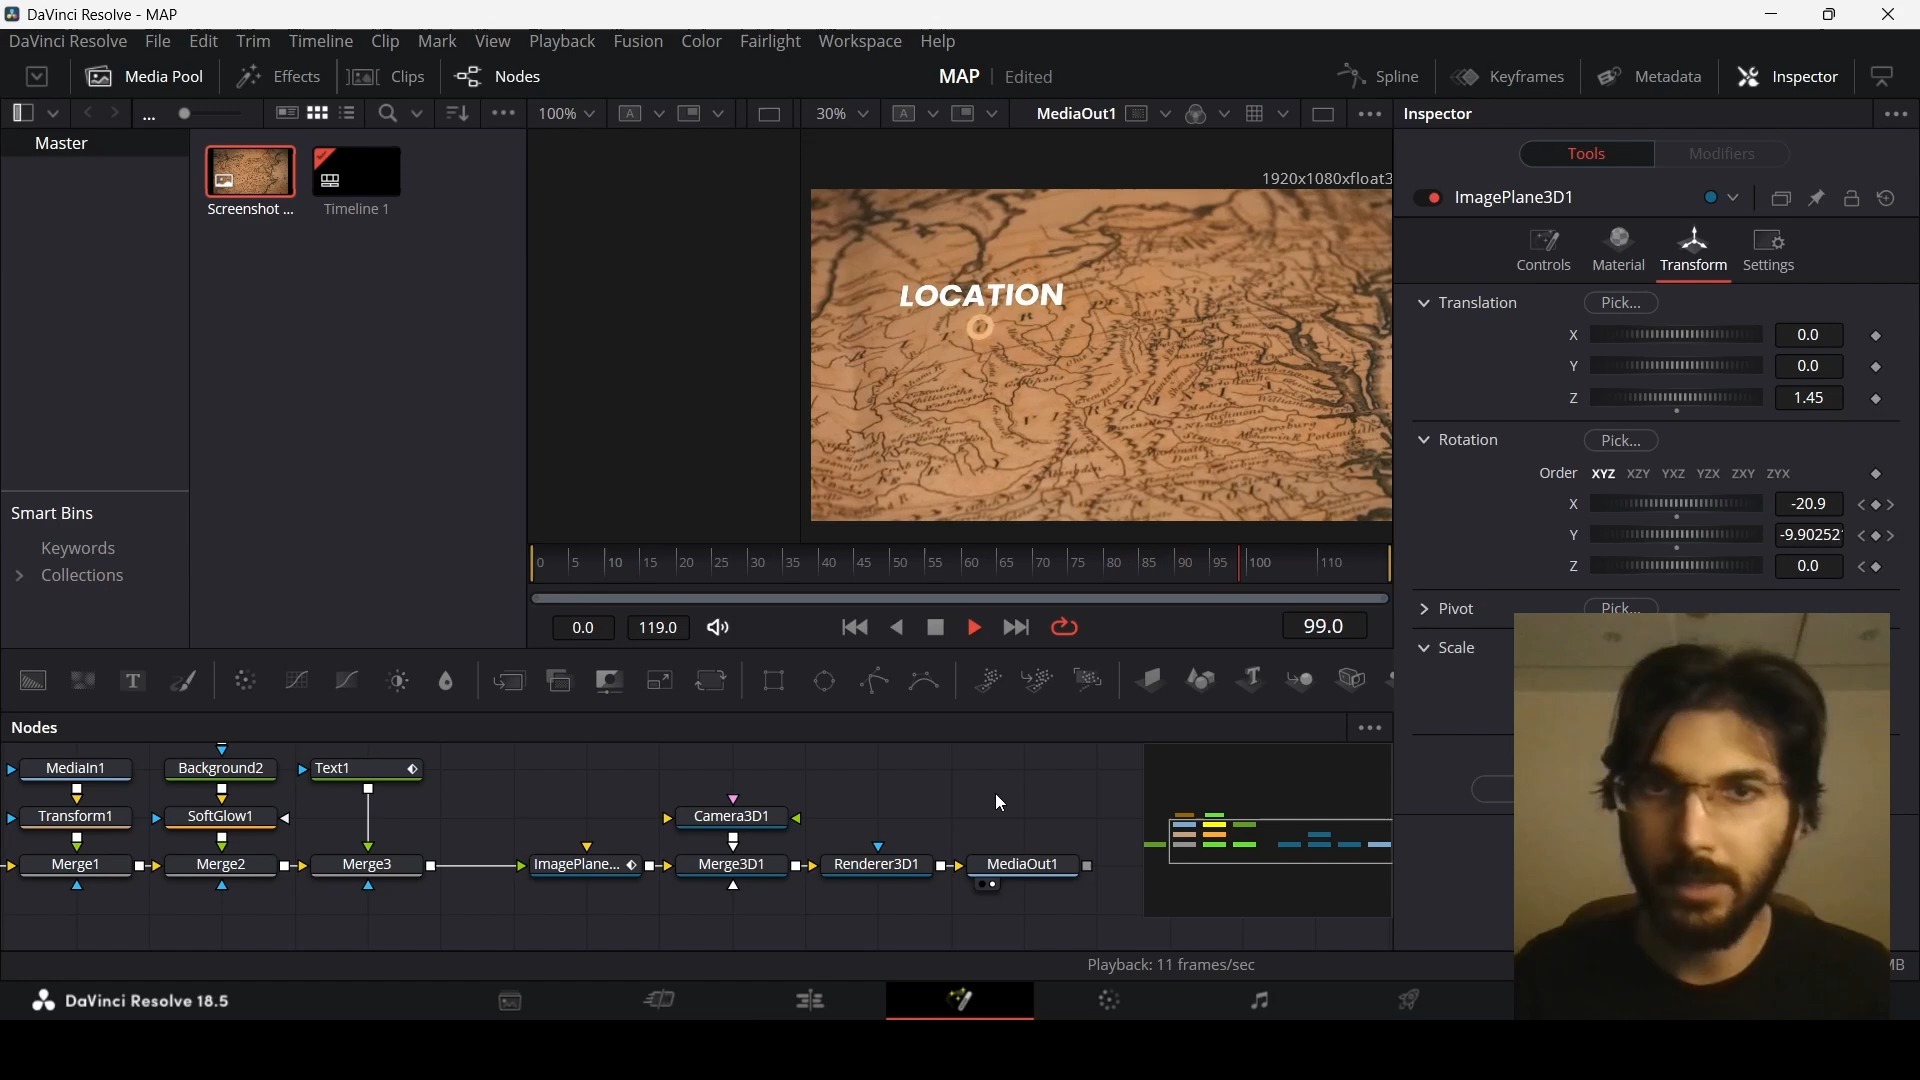 DaVinci Resolve - MAP
DaVinci Resolve File Edit Trim Timeline Clip Mark View Playback Fusion Color Fairlight Workspace Help
Media Pool Effects Clips Nodes MAP Edited Spline Keyframes Metadata Inspector
... 100% A 30% A MediaOut1 Inspector
Master
Screenshot ...
Timeline 1
Smart Bins
Keywords
Collections
1920x1080xfloat3
LOCATION
0 5 10 15 20 25 30 35 40 45 50 55 60 65 70 75 80 85 90 95 100 110
0.0 119.0 99.0
Tools Modifiers
ImagePlane3D1
Controls Material Transform Settings
Translation Pick...
X 0.0
Y 0.0
Z 1.45
Rotation Pick...
Order XYZ XZY YXZ YZX ZXY ZYX
X -20.9
Y -9.90252
Z 0.0
Pivot Pick...
Scale
T T
Nodes
MediaIn1 Background2 Text1
Transform1 SoftGlow1 Camera3D1
Merge1 Merge2 Merge3 ImagePlane... Merge3D1 Renderer3D1 MediaOut1
Playback: 11 frames/sec
MB
DaVinci Resolve 18.5